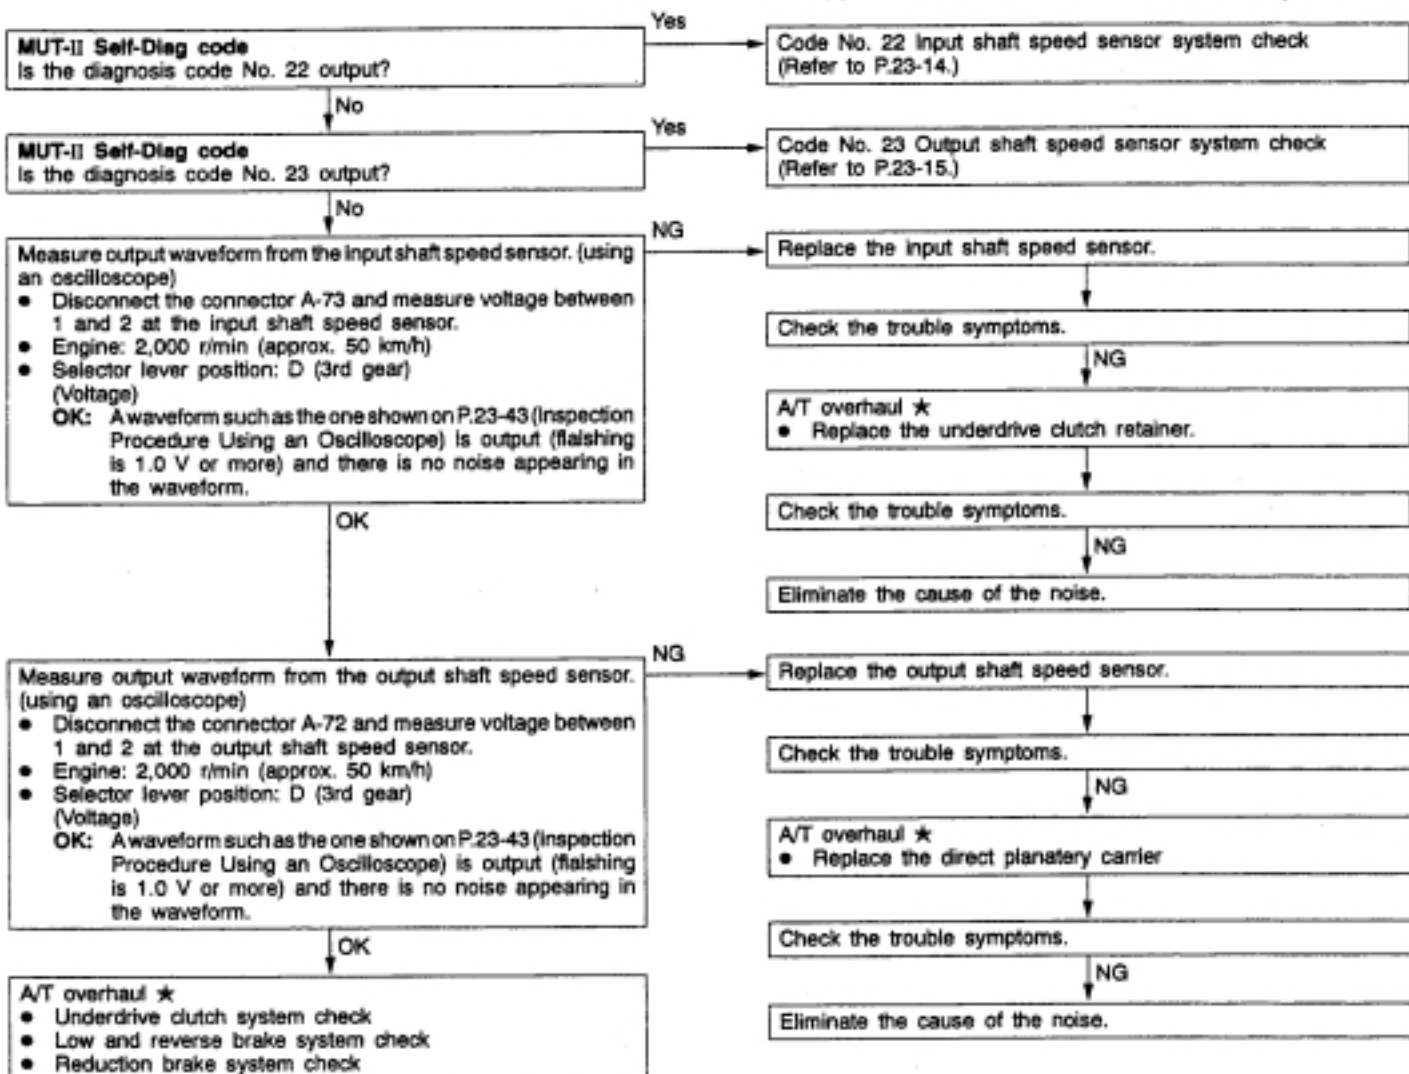 Yes
MUT-II Self-Diag code
Is the diagnosis code No. 22 output?
Code No. 22 Input shaft speed sensor system check
(Refer to P.23-14.)
No
Yes
MUT-II Self-Diag code
Is the diagnosis code No. 23 output?
Code No. 23 Output shaft speed sensor system check
(Refer to P.23-15.)
No
NG
Measure output waveform from the input shaft speed sensor. (using
an oscilloscope)
● Disconnect the connector A-73 and measure voltage between
1 and 2 at the input shaft speed sensor.
● Engine: 2,000 r/min (approx. 50 km/h)
● Selector lever position: D (3rd gear)
(Voltage)
OK: A waveform such as the one shown on P.23-43 (Inspection
Procedure Using an Oscilloscope) is output (flalshing
is 1.0 V or more) and there is no noise appearing in
the waveform.
Replace the input shaft speed sensor.
Check the trouble symptoms.
NG
A/T overhaul ★
● Replace the underdrive clutch retainer.
Check the trouble symptoms.
NG
Eliminate the cause of the noise.
OK
NG
Measure output waveform from the output shaft speed sensor.
(using an oscilloscope)
● Disconnect the connector A-72 and measure voltage between
1 and 2 at the output shaft speed sensor.
● Engine: 2,000 r/min (approx. 50 km/h)
● Selector lever position: D (3rd gear)
(Voltage)
OK: A waveform such as the one shown on P.23-43 (Inspection
Procedure Using an Oscilloscope) is output (flalshing
is 1.0 V or more) and there is no noise appearing in
the waveform.
Replace the output shaft speed sensor.
Check the trouble symptoms.
NG
A/T overhaul ★
● Replace the direct planatery carrier
Check the trouble symptoms.
NG
Eliminate the cause of the noise.
OK
A/T overhaul ★
● Underdrive clutch system check
● Low and reverse brake system check
● Reduction brake system check